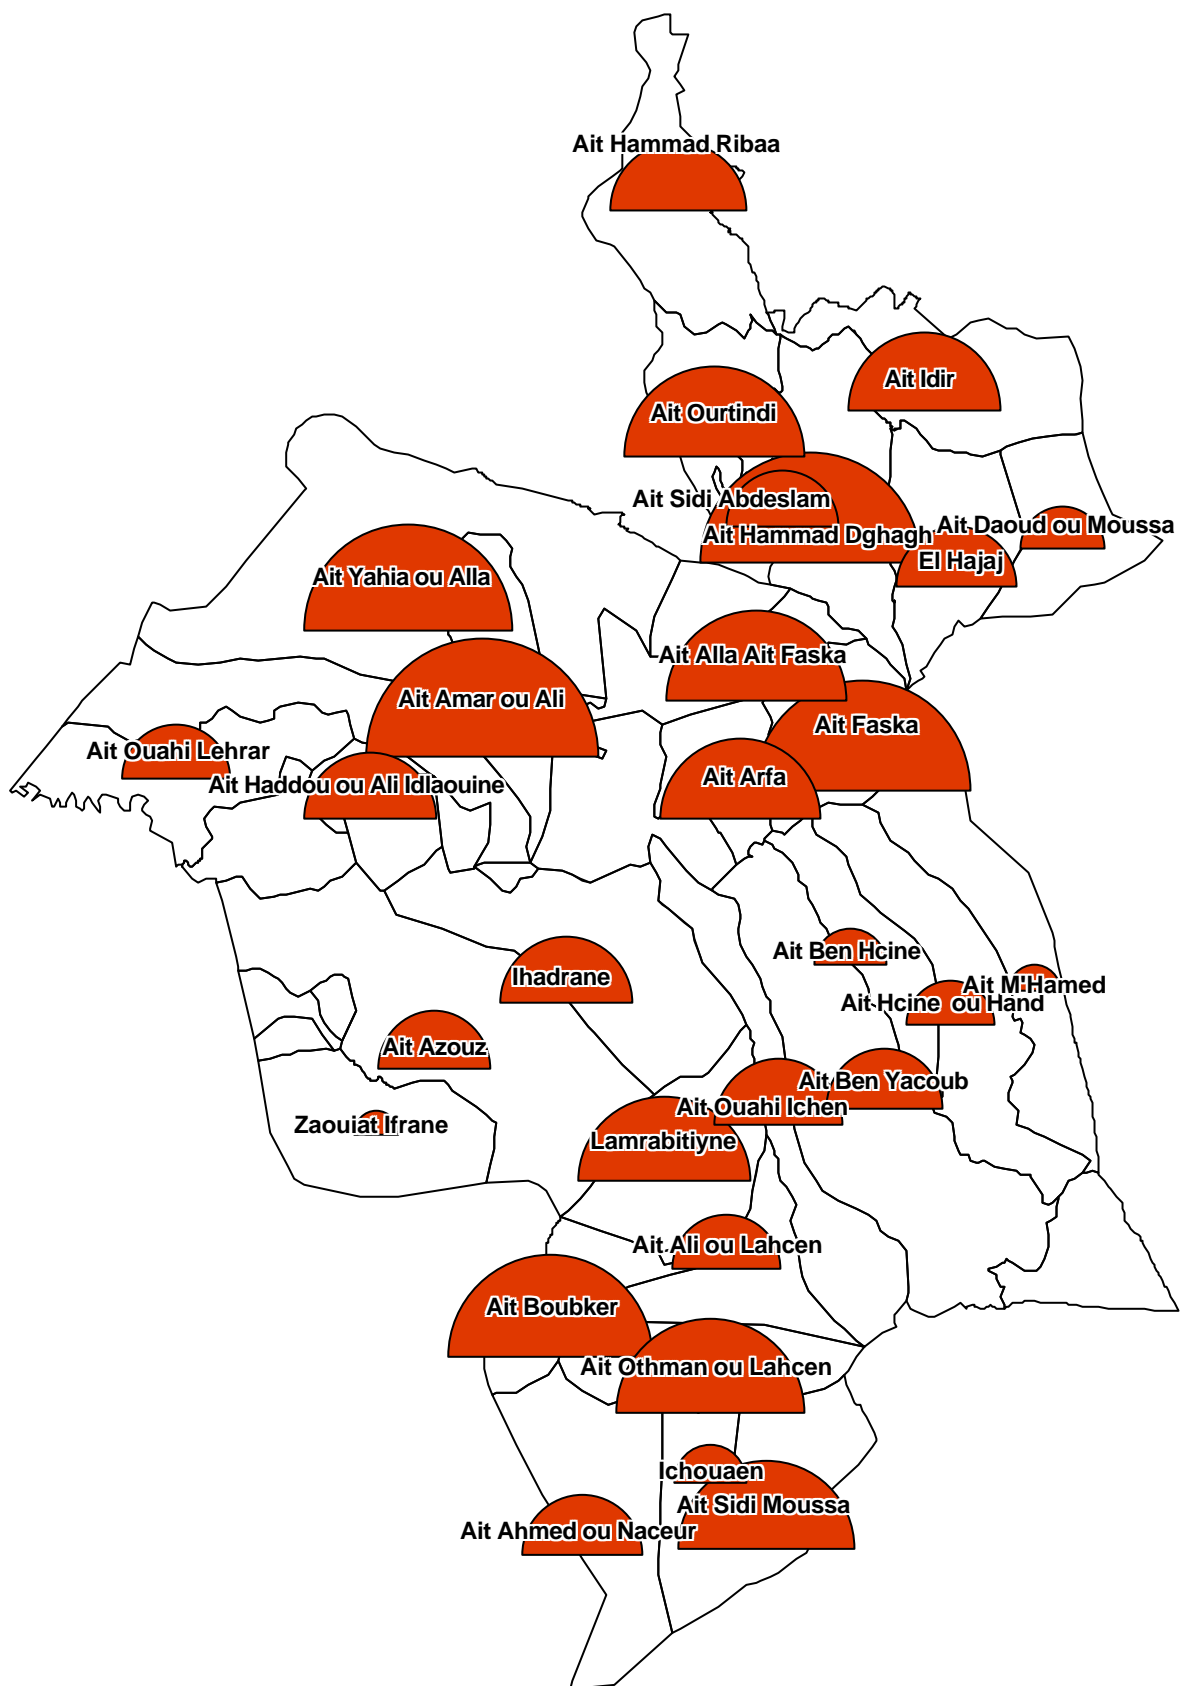 Ait Hammad Ribaa
Ait Idir
Ait Ourtindi
Ait Sidi Abdeslam
Ait Daoud ou Moussa
Ait Hammad Dghagh
El Hajaj
Ait Yahia ou Alla
Ait Alla Ait Faska
Ait Amar ou Ali
Ait Faska
Ait Ouahi Lehrar
Ait Arfa
Ait Haddou ou Ali Idlaouine
Ait Ben Hcine
Ihadrane
Ait M'Hamed
Ait Hcine ou Hand
Ait Azouz
Ait Ben Yacoub
Ait Ouahi Ichen
Zaouiat Ifrane
Lamrabitiyne
Ait Ali ou Lahcen
Ait Boubker
Ait Othman ou Lahcen
Ichouaen
Ait Sidi Moussa
Ait Ahmed ou Naceur